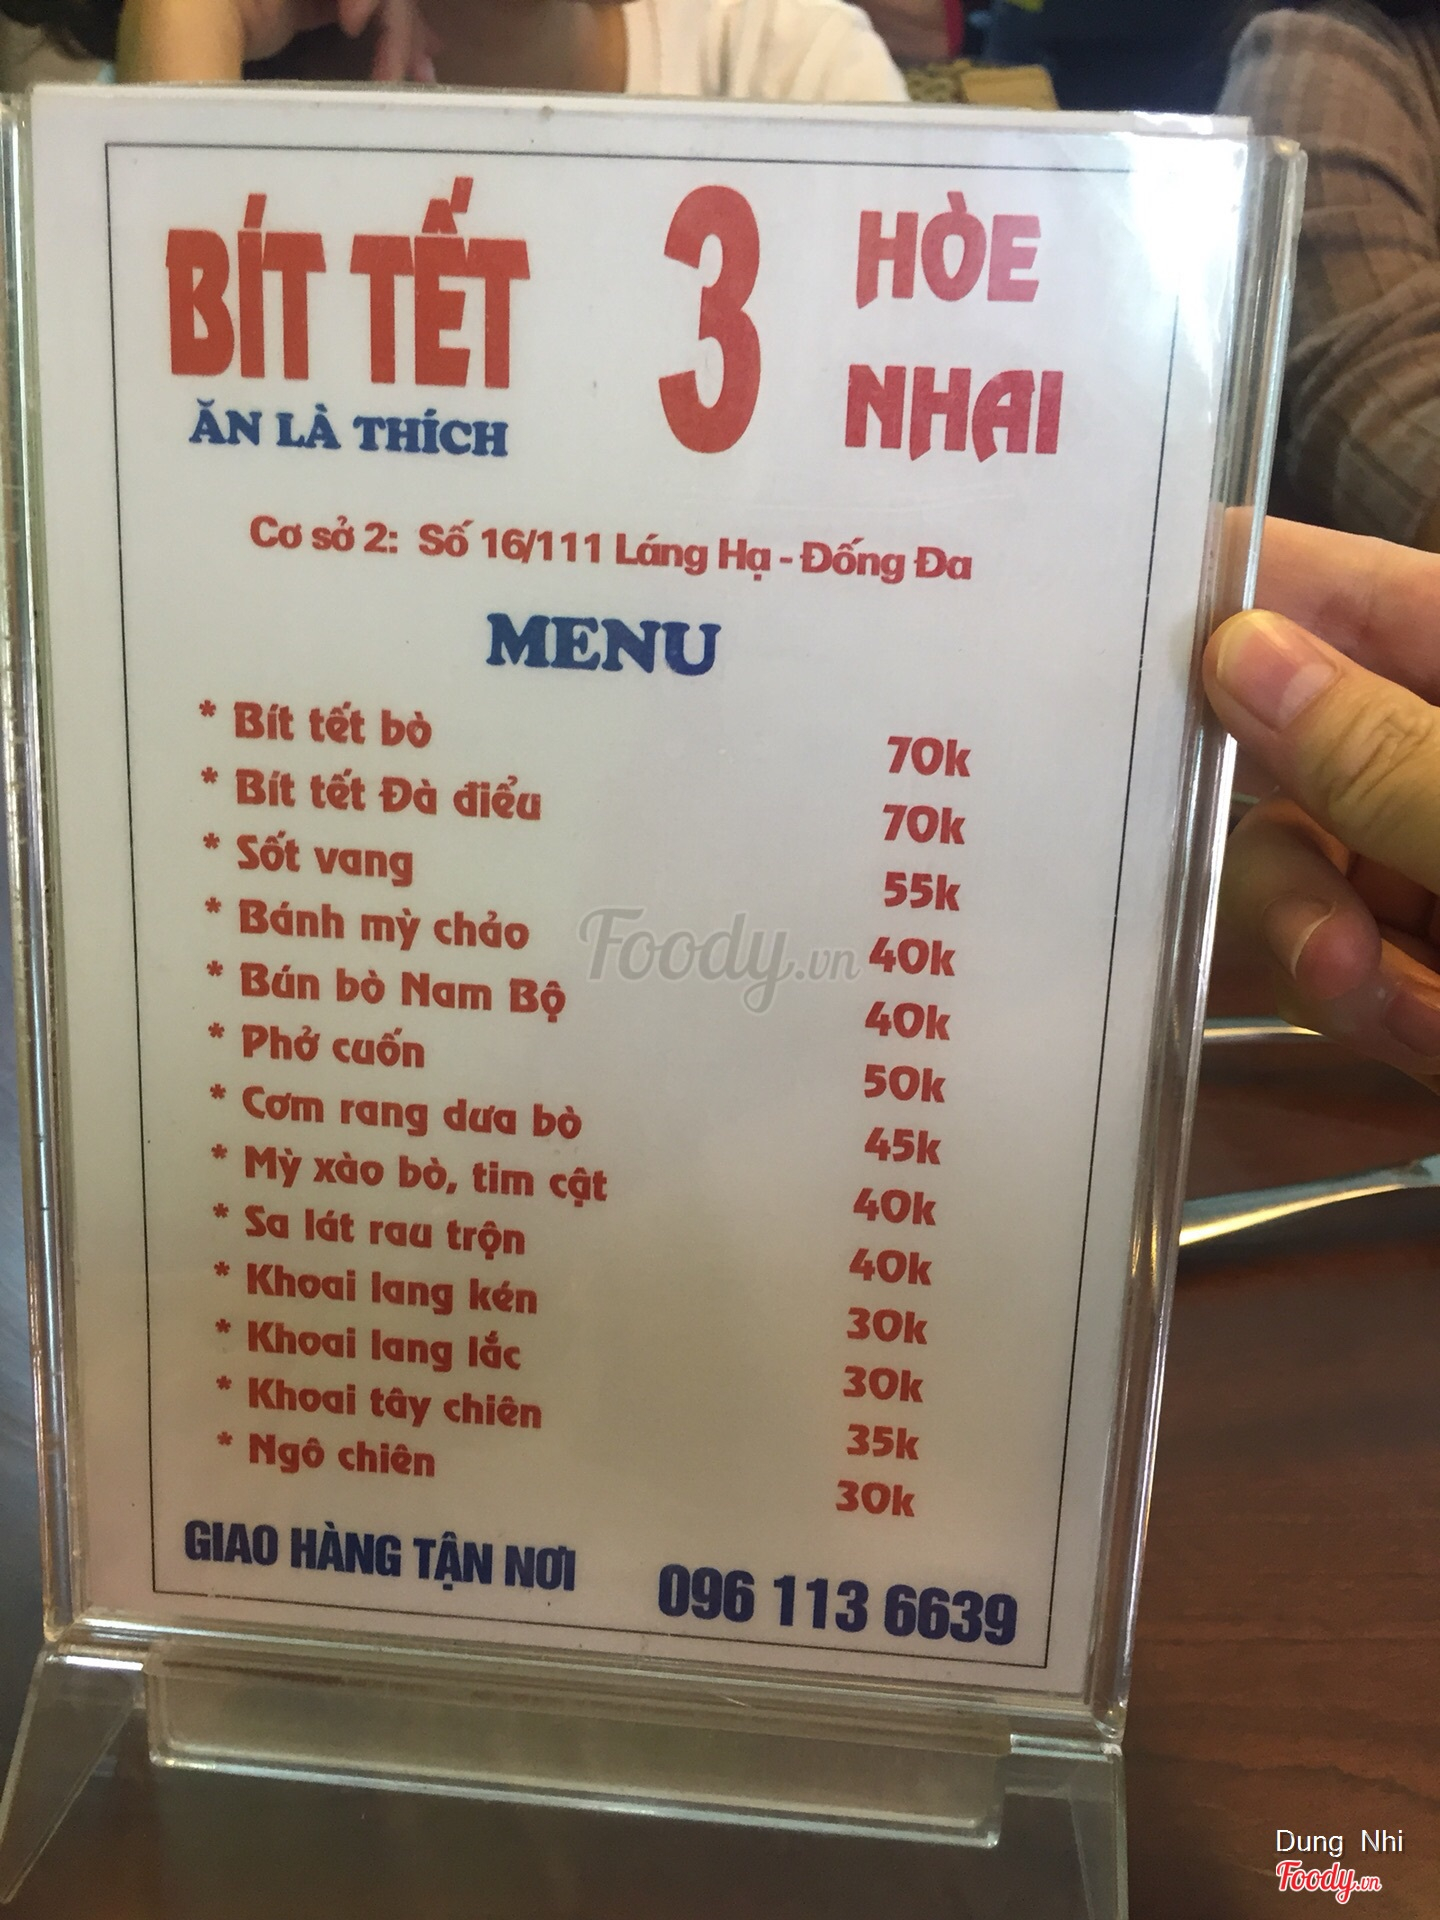 BÍT TẾT 3 HÒE NHAI
ĂN LÀ THÍCH
Cơ sở 2: Số 16/111 Láng Hạ - Đống Đa
MENU
* Bít tết bò 70k
* Bít tết Đà điểu 70k
* Sốt vang 55k
* Bánh mỳ chảo 40k
* Bún bò Nam Bộ 40k
* Phở cuốn 50k
* Cơm rang dưa bò 45k
* Mỳ xào bò, tim cật 40k
* Sa lát rau trộn 40k
* Khoai lang kén 30k
* Khoai lang lắc 30k
* Khoai tây chiên 35k
* Ngô chiên 30k
GIAO HÀNG TẬN NƠI 096 113 6639
Foody.vn
Dung Nhi
Foody.vn